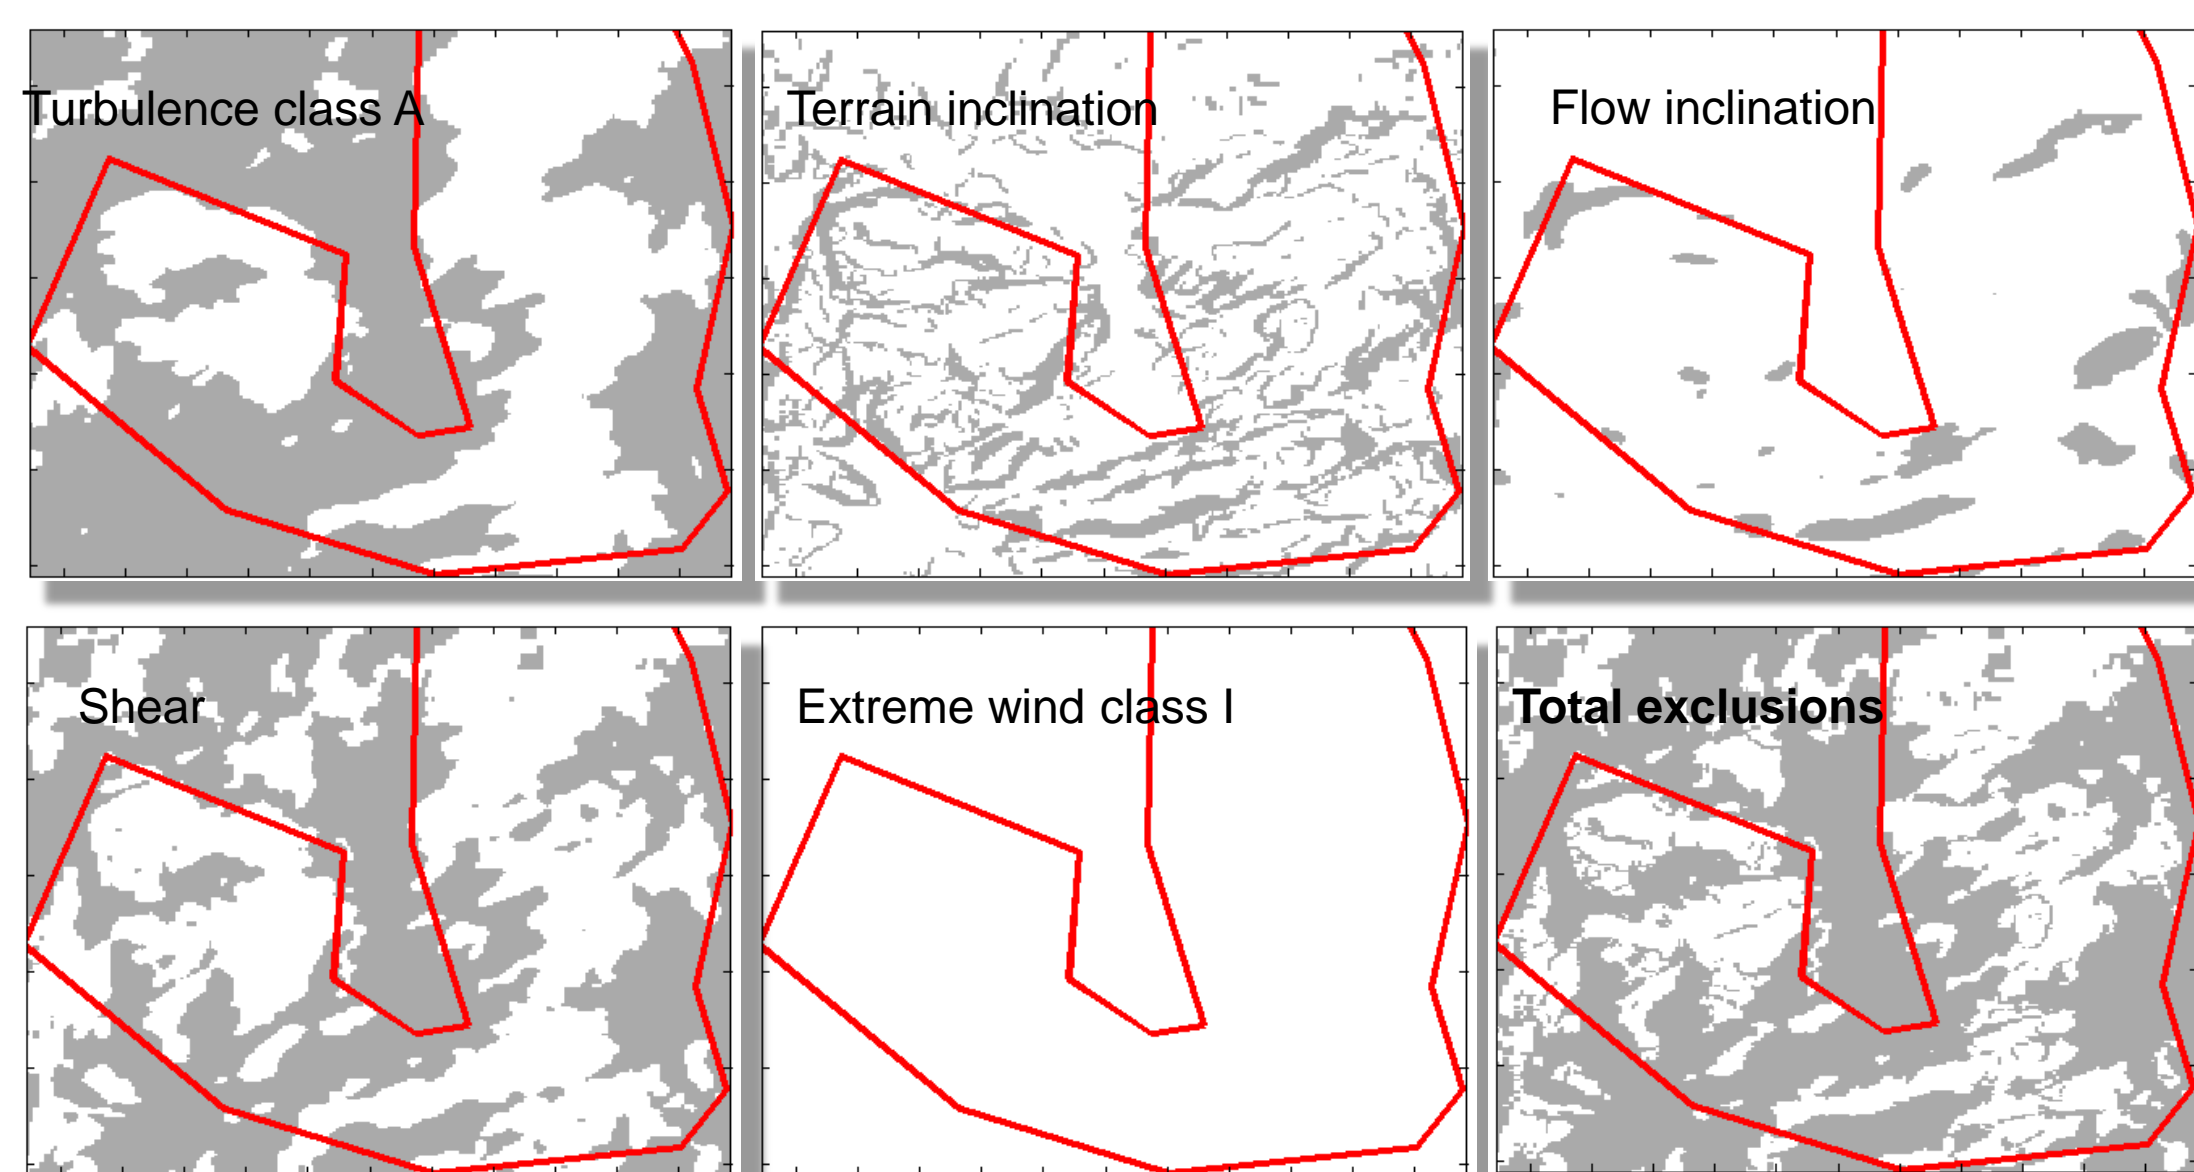 Turbulence class A
Terrain inclination
Flow inclination
Shear
Extreme wind class I
Total exclusions